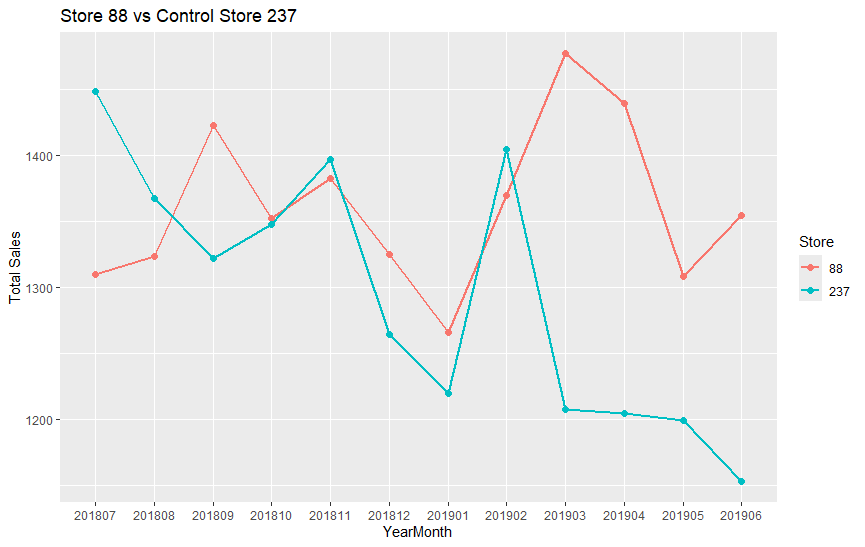 Store 88 vs Control Store 237
Total Sales
1400
1300
1200
201807 201808 201809 201810 201811 201812 201901 201902 201903 201904 201905 201906
YearMonth
Store
88
237